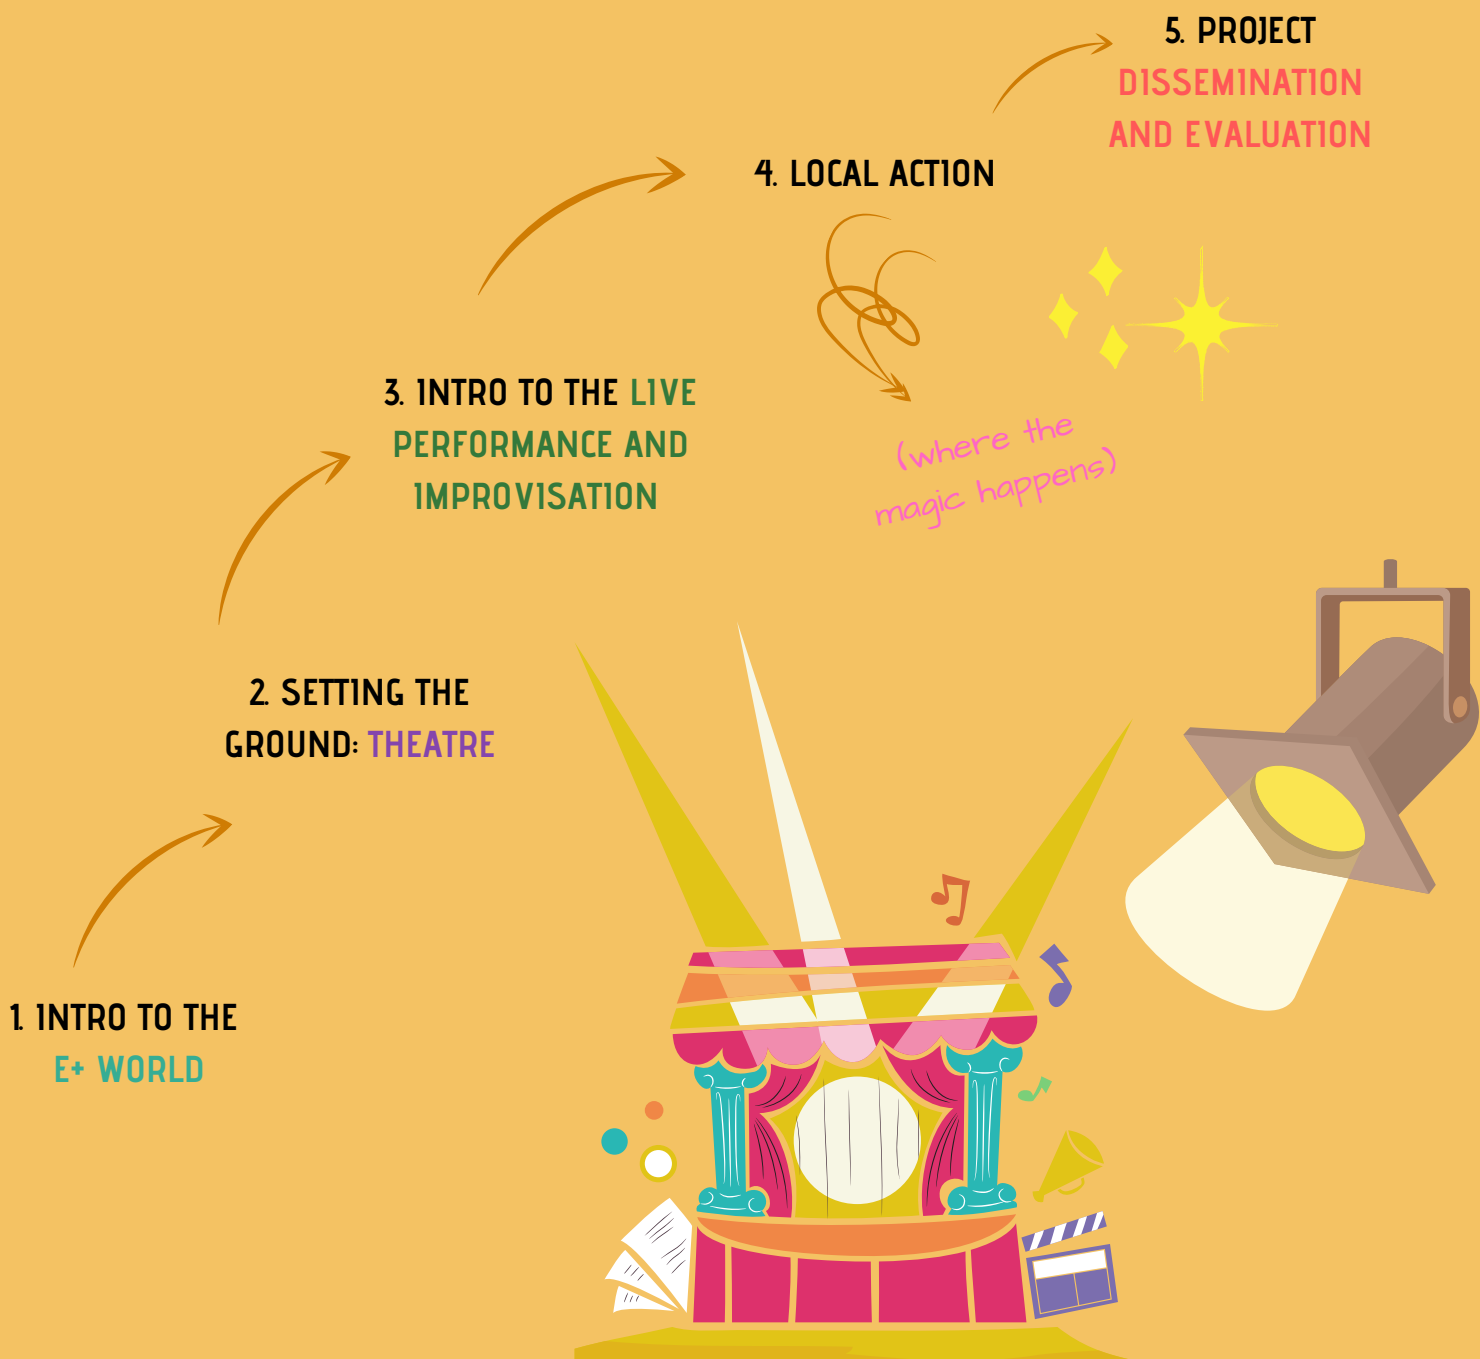 5. PROJECT
DISSEMINATION
AND EVALUATION
4. LOCAL ACTION
(where the
magic happens)
3. INTRO TO THE LIVE
PERFORMANCE AND
IMPROVISATION
2. SETTING THE
GROUND: THEATRE
1. INTRO TO THE
E+ WORLD